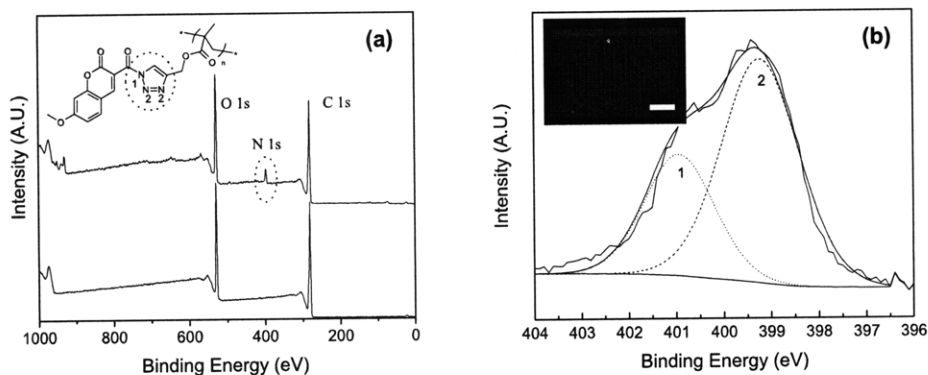 (a)
O
O
O
O
N
N=N
1
2 2
O
O
n
* *
O 1s
C 1s
N 1s
Intensity (A.U.)
1000 800 600 400 200 0
Binding Energy (eV)
(b)
2
1
Intensity (A.U.)
404 403 402 401 400 399 398 397 396
Binding Energy (eV)